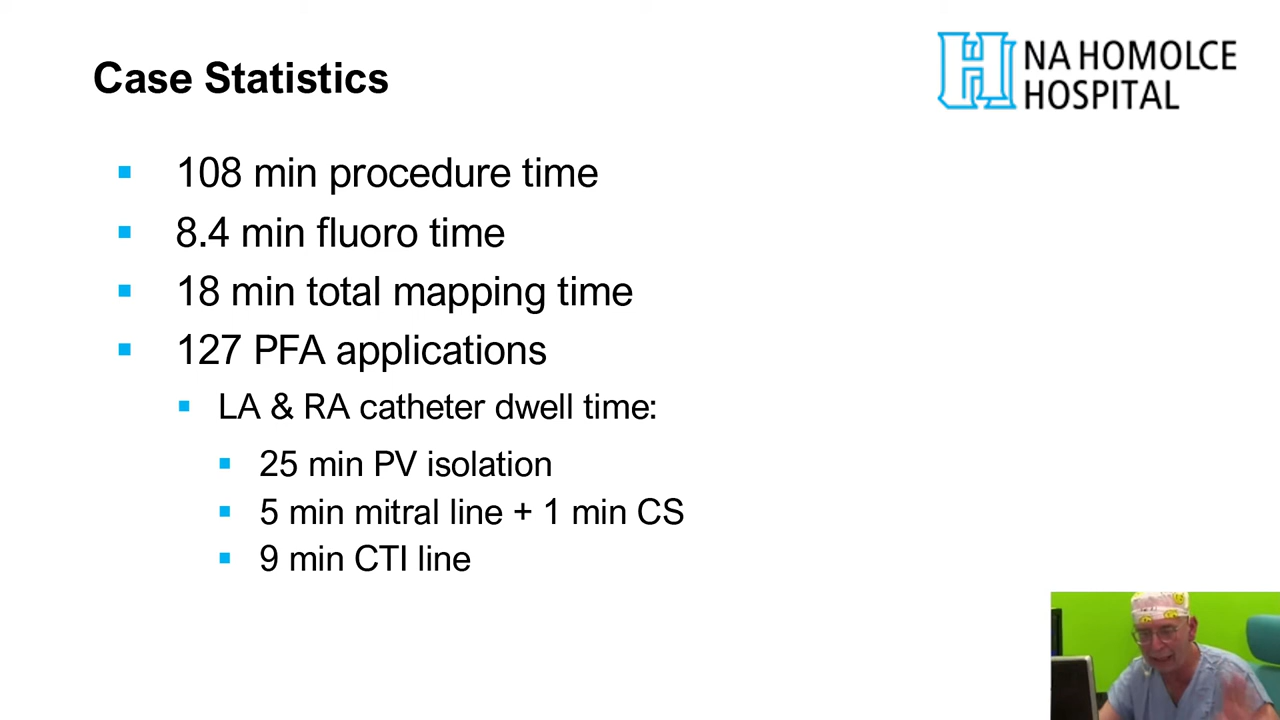 Case Statistics
NA HOMOLCE
HOSPITAL
108 min procedure time
8.4 min fluoro time
18 min total mapping time
127 PFA applications
LA & RA catheter dwell time:
25 min PV isolation
5 min mitral line + 1 min CS
9 min CTI line